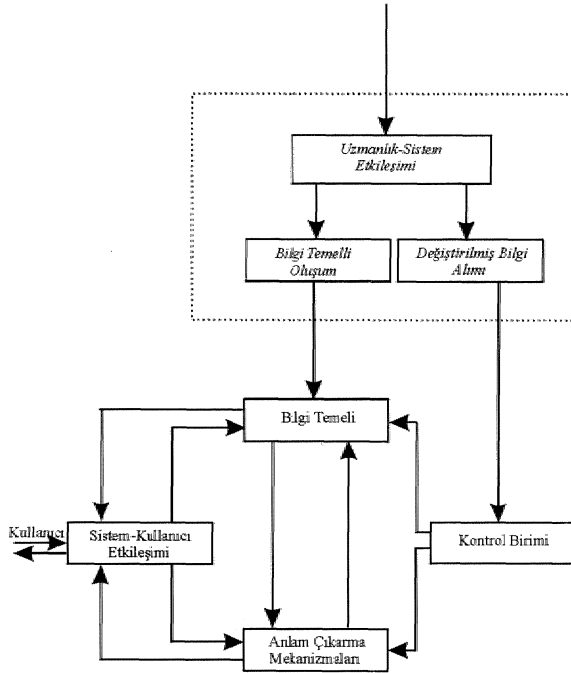 Uzmanlık-Sistem
Etkileşimi
Bilgi Temelli
Oluşum
Değiştirilmiş Bilgi
Alımı
Bilgi Temeli
Kullanıcı
Sistem-Kullanıcı
Etkileşimi
Kontrol Birimi
Anlam Çıkarma
Mekanizmaları